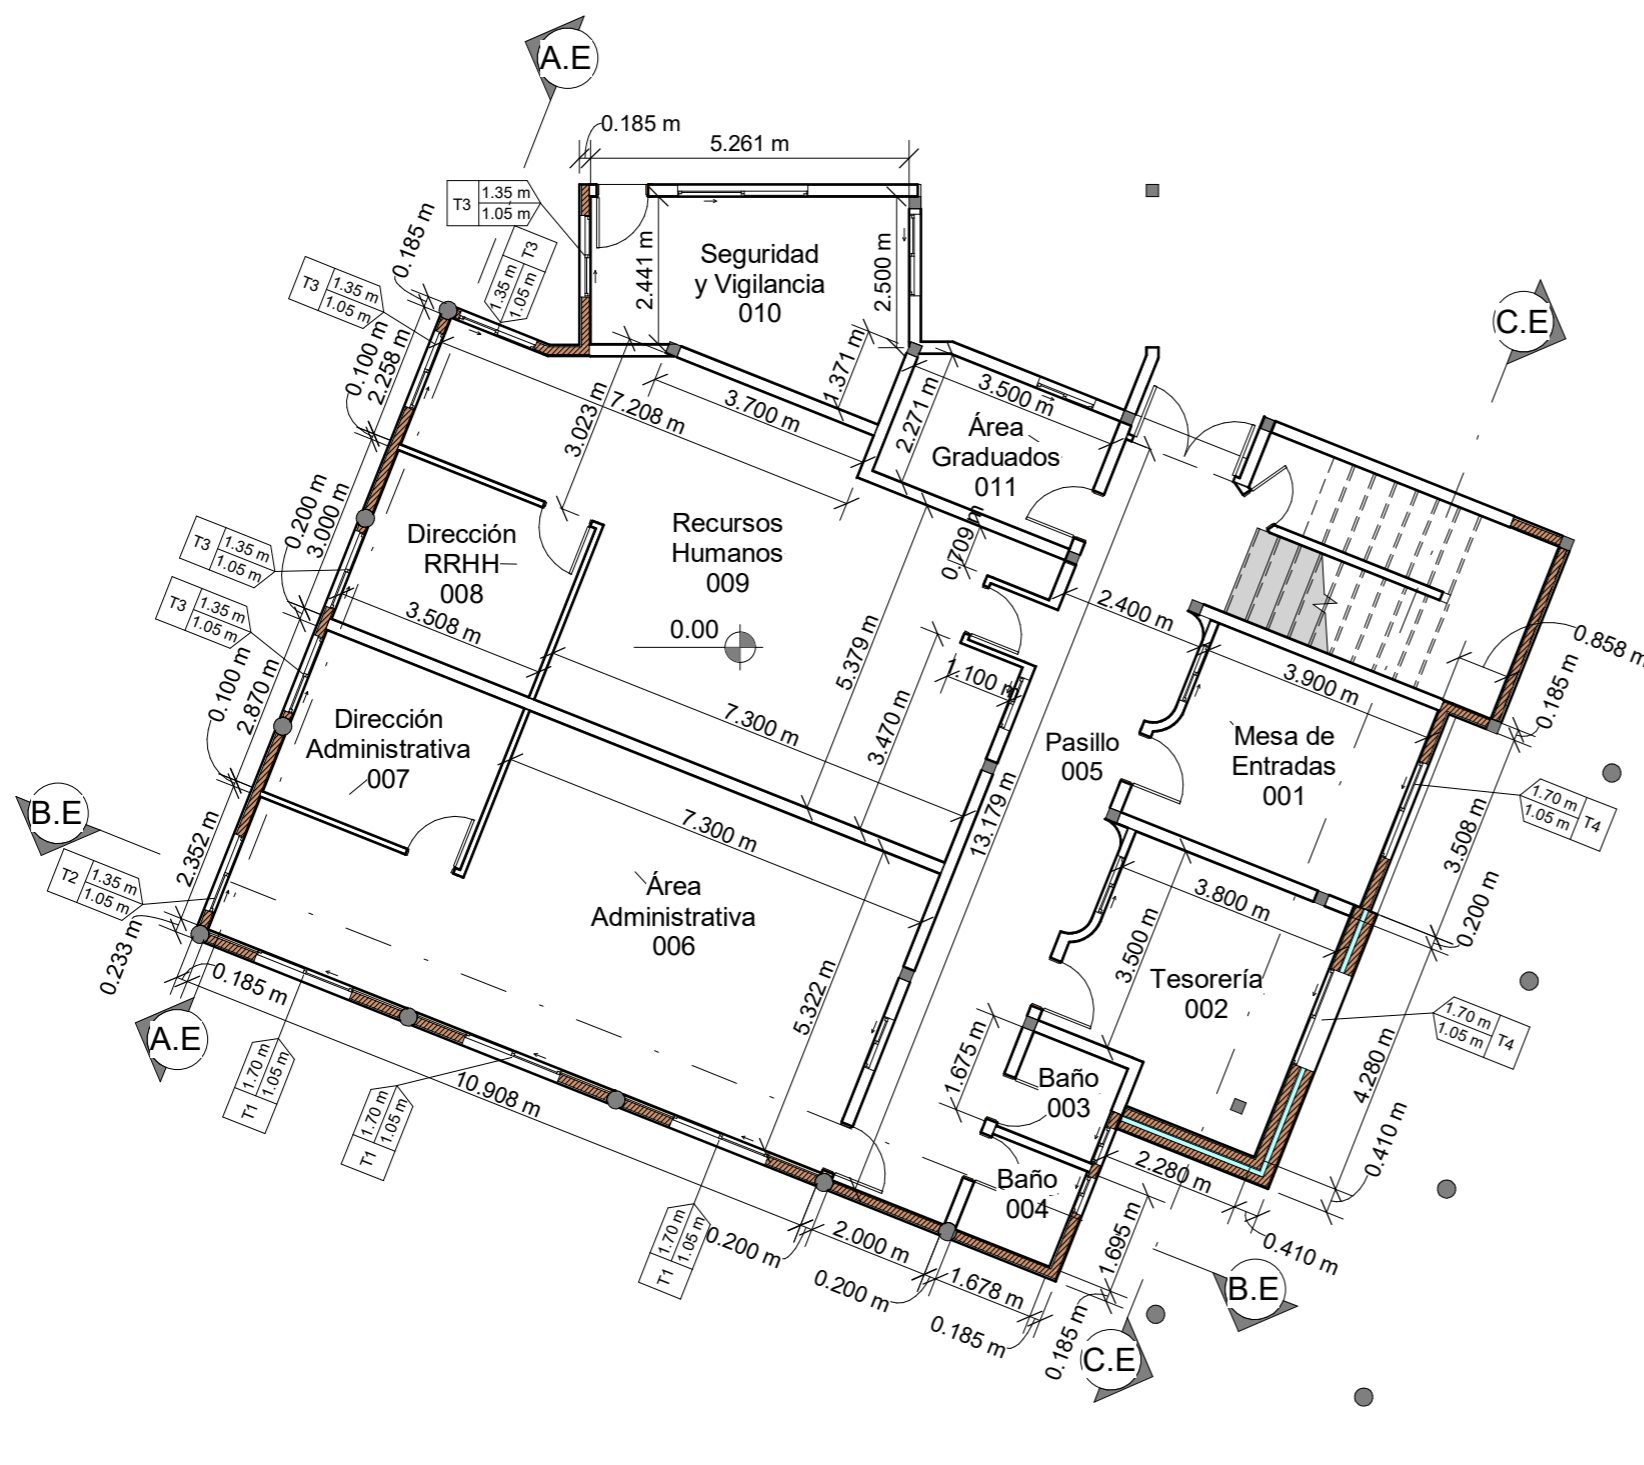 A.E
0.185 m
5.261 m
T3
1.35 m
1.05 m
0.185 m
T3
1.35 m
1.05 m
T3
1.35 m
1.05 m
2.441 m
Seguridad
y Vigilancia
010
2.500 m
C.E
0.100 m
2.258 m
3.023 m
7.208 m
3.700 m
1.371 m
2.271 m
3.500 m
Área
Graduados
011
0.200 m
3.000 m
T3
1.35 m
1.05 m
Dirección
RRHH
008
3.508 m
Recursos
Humanos
009
0.00
0.709 m
2.400 m
0.858 m
0.185 m
T3
1.35 m
1.05 m
0.100 m
2.870 m
Dirección
Administrativa
007
5.379 m
1.100 m
3.470 m
7.300 m
Pasillo
005
3.900 m
Mesa de
Entradas
001
1.70 m
1.05 m
T4
B.E
2.352 m
T2
1.35 m
1.05 m
7.300 m
13.179 m
3.508 m
Área
Administrativa
006
3.800 m
3.500 m
0.200 m
Tesorería
002
0.233 m
0.185 m
5.322 m
1.70 m
1.05 m
T4
A.E
1.70 m
1.05 m
T1
1.70 m
1.05 m
T1
10.908 m
1.675 m
Baño
003
4.280 m
0.410 m
2.280 m
Baño
004
1.70 m
1.05 m
T1
0.200 m
2.000 m
0.200 m
1.678 m
0.185 m
1.695 m
0.185 m
0.410 m
B.E
C.E